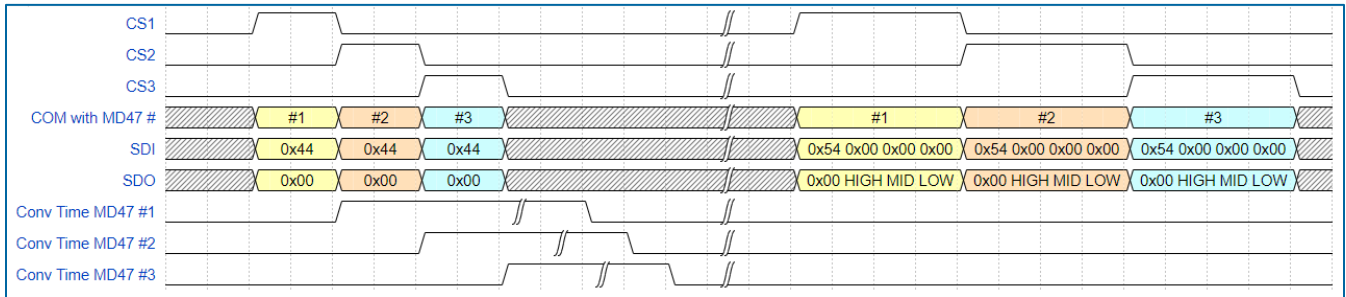 CS1
CS2
CS3
COM with MD47 # #1 #2 #3 #1 #2 #3
SDI 0x44 0x44 0x44 0x54 0x00 0x00 0x00 0x54 0x00 0x00 0x00 0x54 0x00 0x00 0x00
SDO 0x00 0x00 0x00 0x00 HIGH MID LOW 0x00 HIGH MID LOW 0x00 HIGH MID LOW
Conv Time MD47 #1
Conv Time MD47 #2
Conv Time MD47 #3